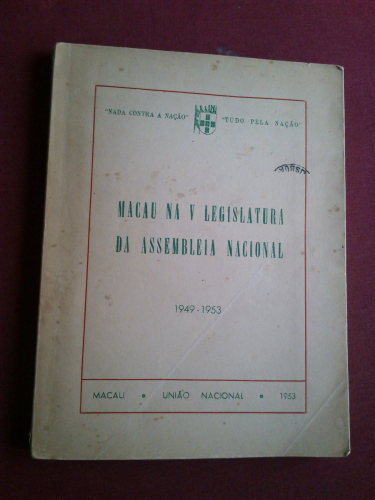 "NADA CONTRA A NAÇÃO" "TUDO PELA NAÇÃO"
MACAU NA V LEGISLATURA
DA ASSEMBLEIA NACIONAL
1949-1953
MACAU • UNIÃO NACIONAL • 1953